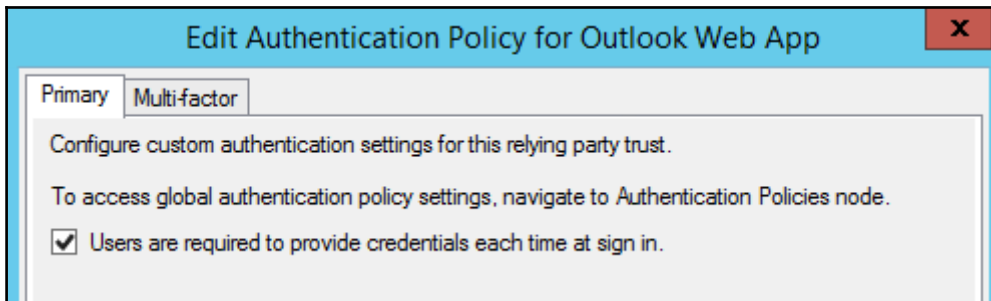 Edit Authentication Policy for Outlook Web App
x
Primary
Multi-factor
Configure custom authentication settings for this relying party trust.
To access global authentication policy settings, navigate to Authentication Policies node.
Users are required to provide credentials each time at sign in.